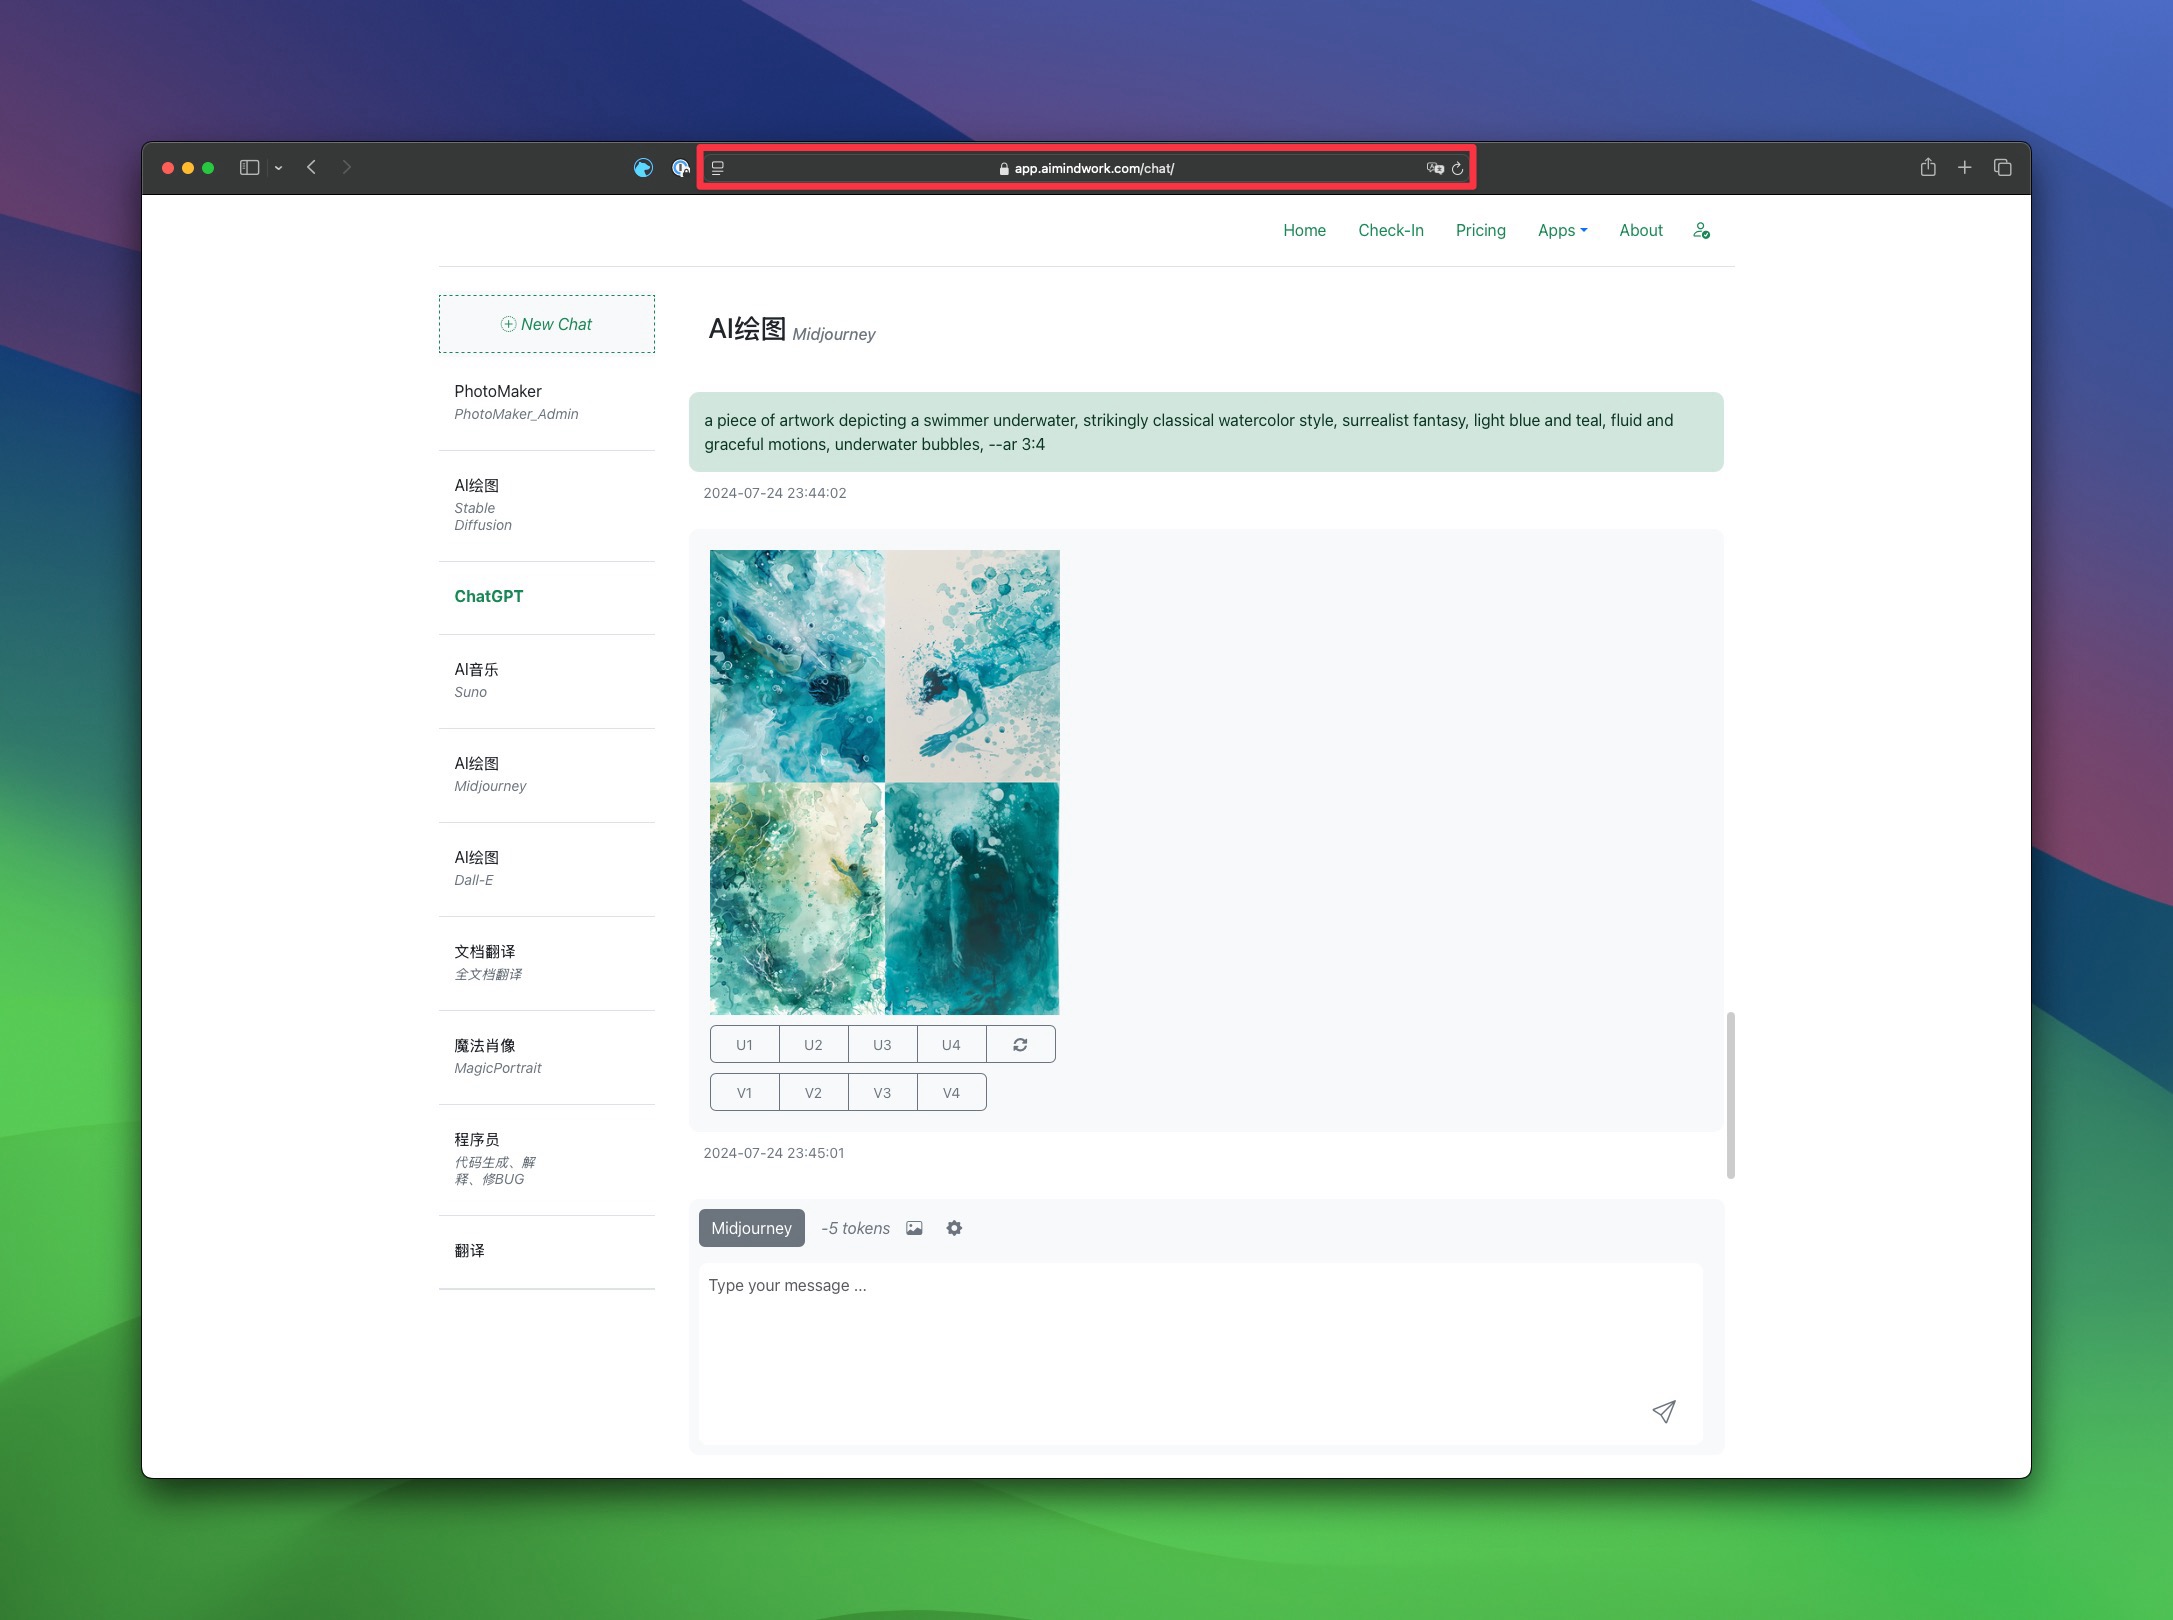 app.aimindwork.com/chat/
Home Check-In Pricing Apps About
New Chat
PhotoMaker
PhotoMaker_Admin
AI绘图
Stable
Diffusion
ChatGPT
AI音乐
Suno
AI绘图
Midjourney
AI绘图
Dall-E
文档翻译
全文档翻译
魔法肖像
MagicPortrait
程序员
代码生成、解
释、修BUG
翻译
AI绘图 Midjourney
a piece of artwork depicting a swimmer underwater, strikingly classical watercolor style, surrealist fantasy, light blue and teal, fluid and
graceful motions, underwater bubbles, --ar 3:4
2024-07-24 23:44:02
U1 U2 U3 U4
V1 V2 V3 V4
2024-07-24 23:45:01
Midjourney -5 tokens
Type your message ...